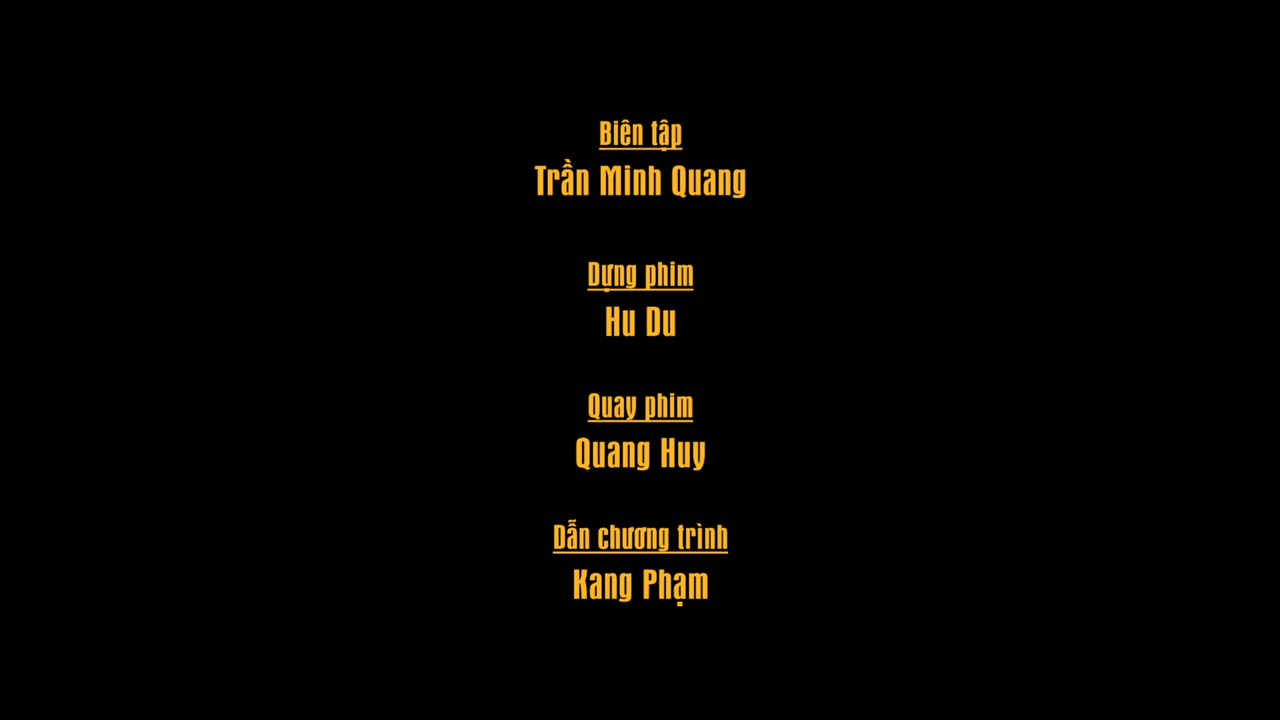 Biên tập
Trần Minh Quang
Dựng phim
Hu Du
Quay phim
Quang Huy
Dẫn chương trình
Kang Phạm